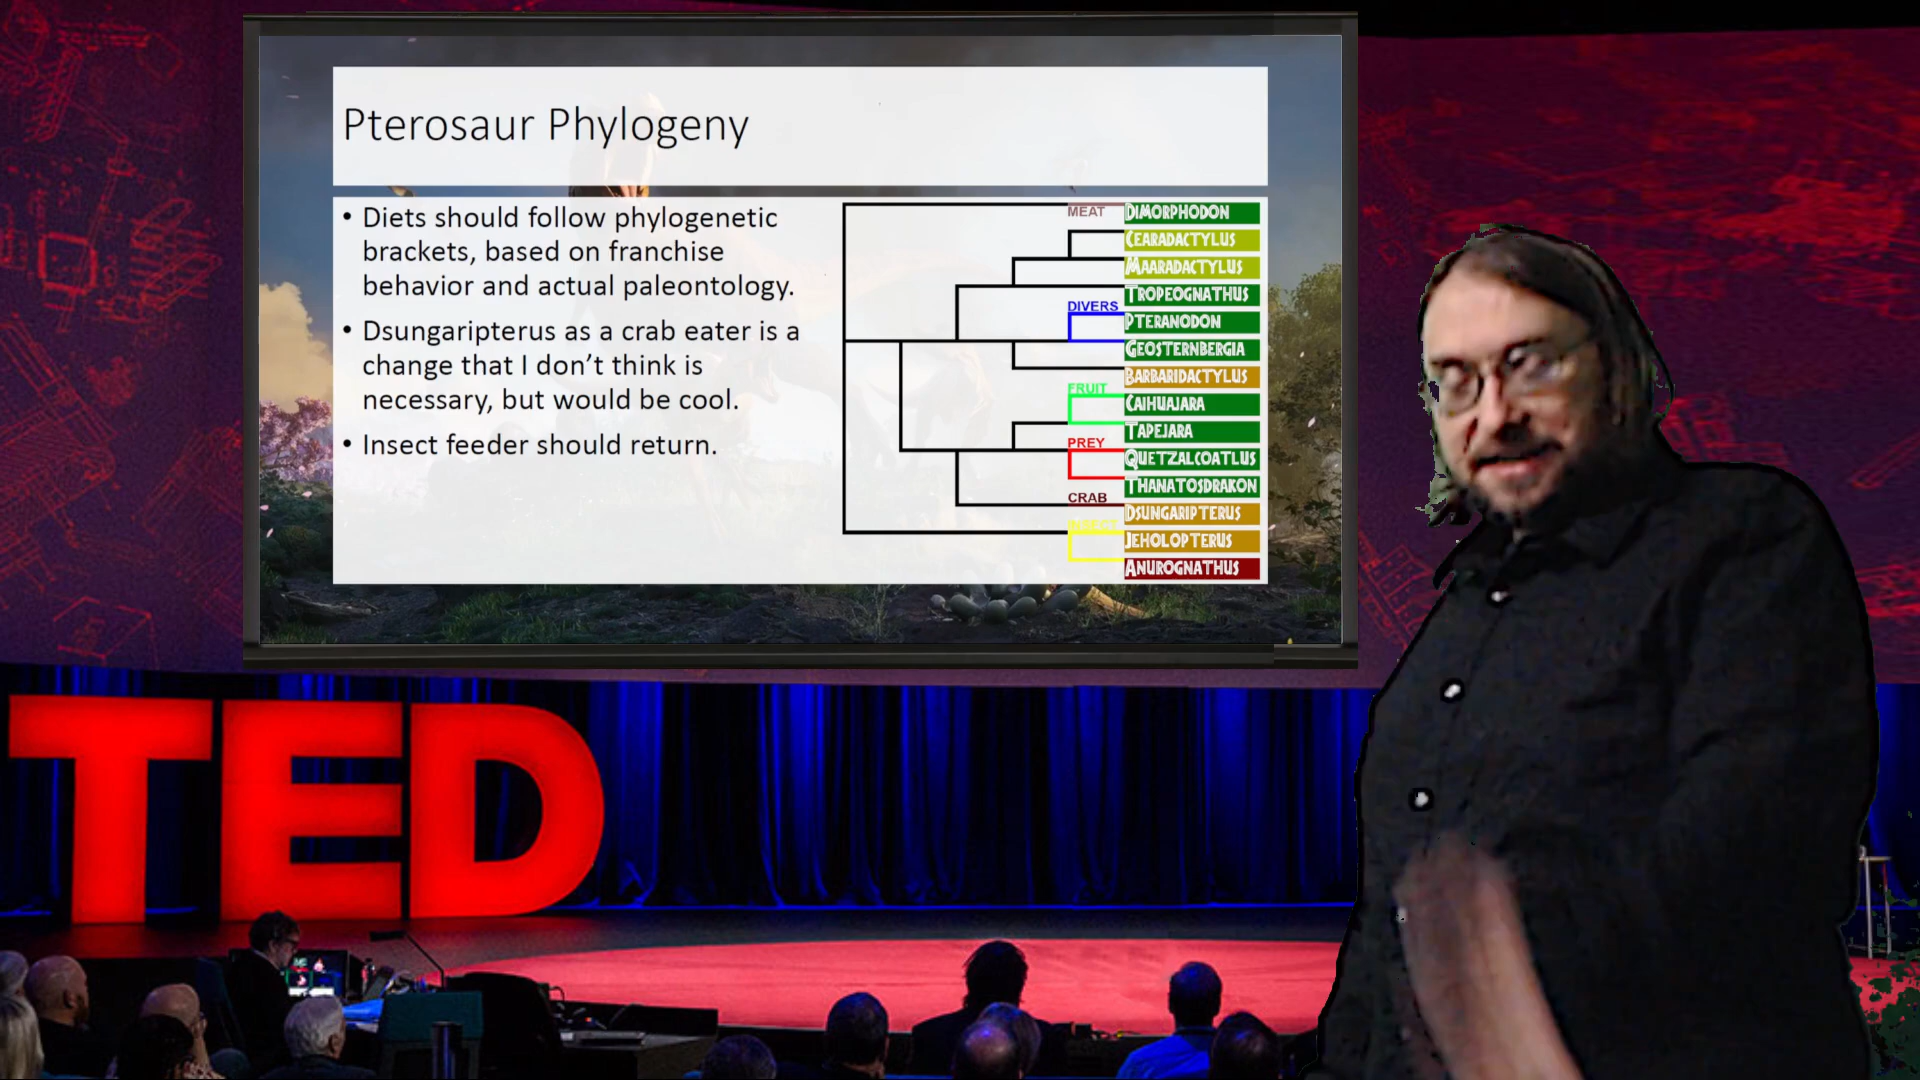 Pterosaur Phylogeny
• Diets should follow phylogenetic
brackets, based on franchise
behavior and actual paleontology.
• Dsungaripterus as a crab eater is a
change that I don’t think is
necessary, but would be cool.
• Insect feeder should return.
MEAT
DIMORPHODON
CEARADACTYLUS
MAARADACTYLUS
TROPEOGNATHUS
DIVERS
PTERANODON
GEOSTERNBERGIA
BARBARIDACTYLUS
FRUIT
CAIHUAJARA
TAPEJARA
PREY
QUETZALCOATLUS
THANATOSDRAKON
CRAB
DSUNGARIPTERUS
INSECT
JEHOLOPTERUS
ANUROGNATHUS
TED